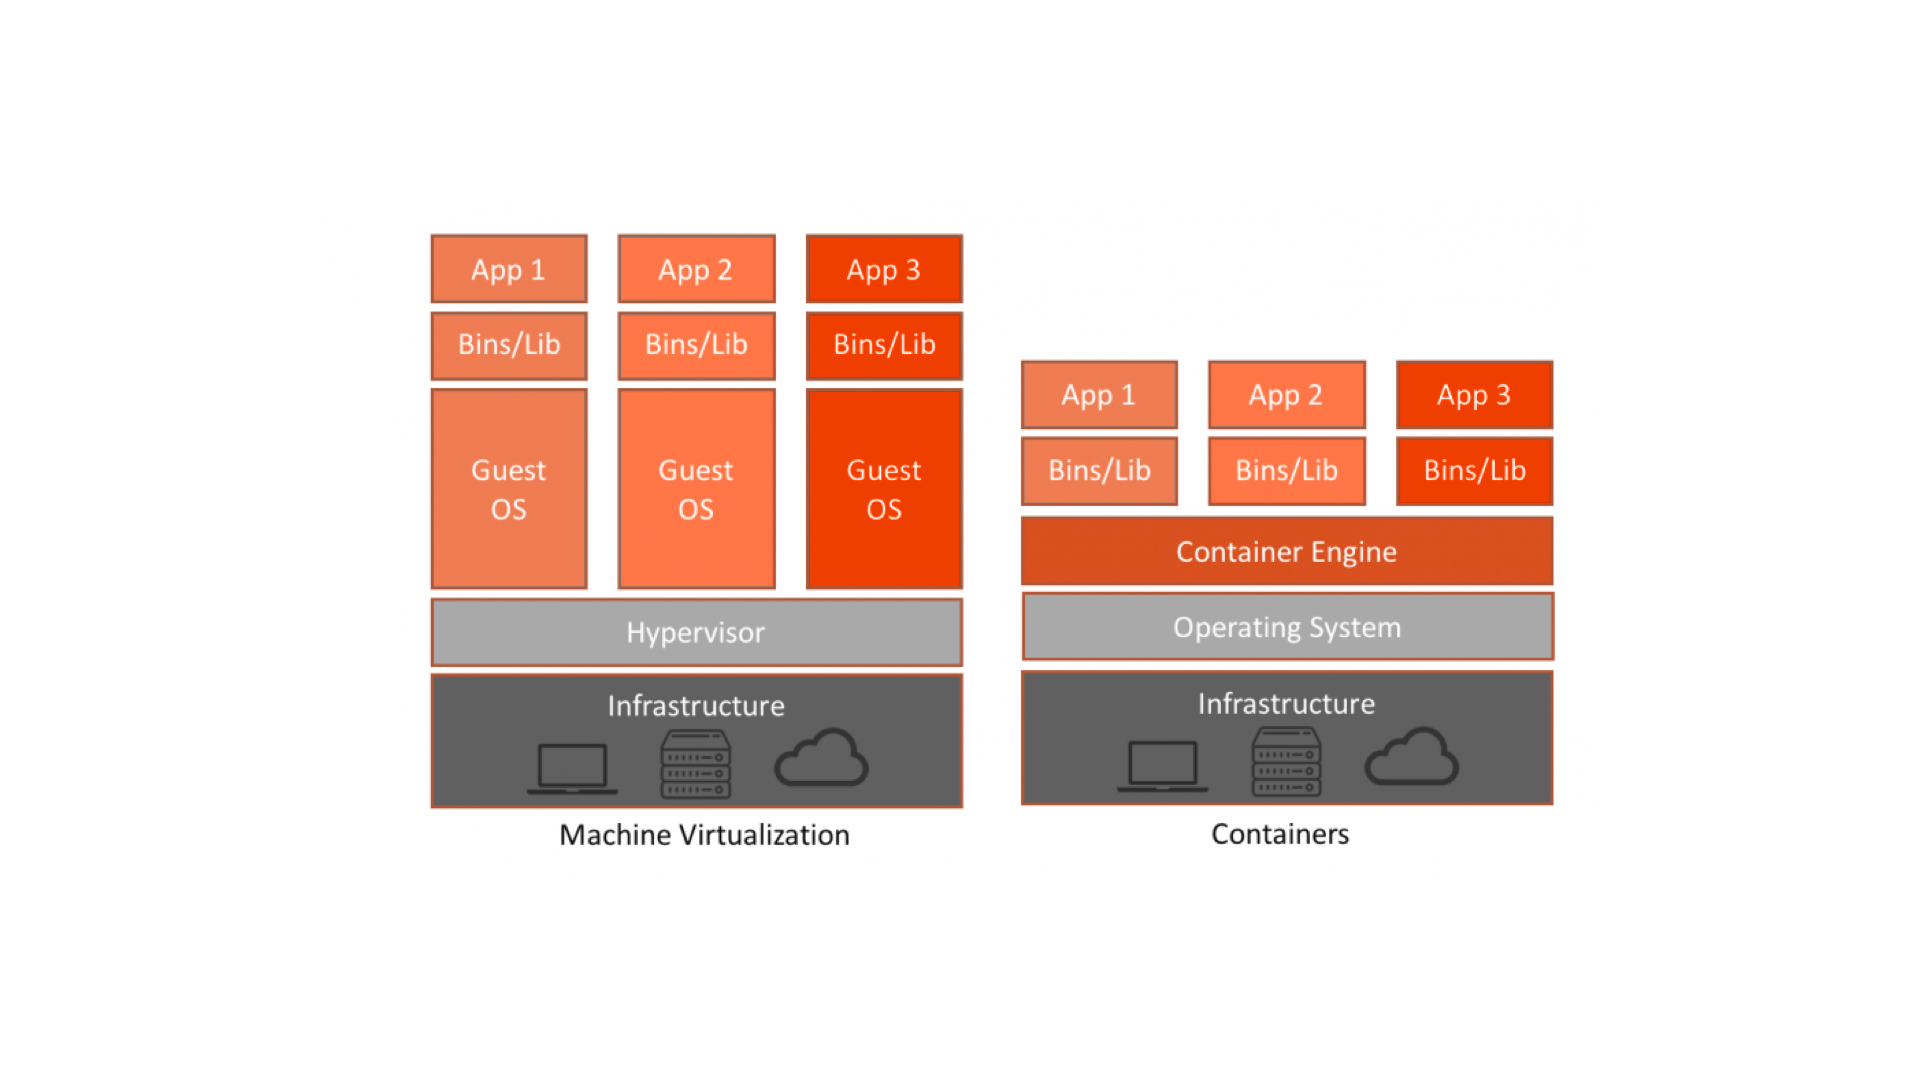 App 1
App 2
App 3
Bins/Lib
Bins/Lib
Bins/Lib
Guest
OS
Guest
OS
Guest
OS
Hypervisor
Infrastructure
Machine Virtualization
App 1
App 2
App 3
Bins/Lib
Bins/Lib
Bins/Lib
Container Engine
Operating System
Infrastructure
Containers